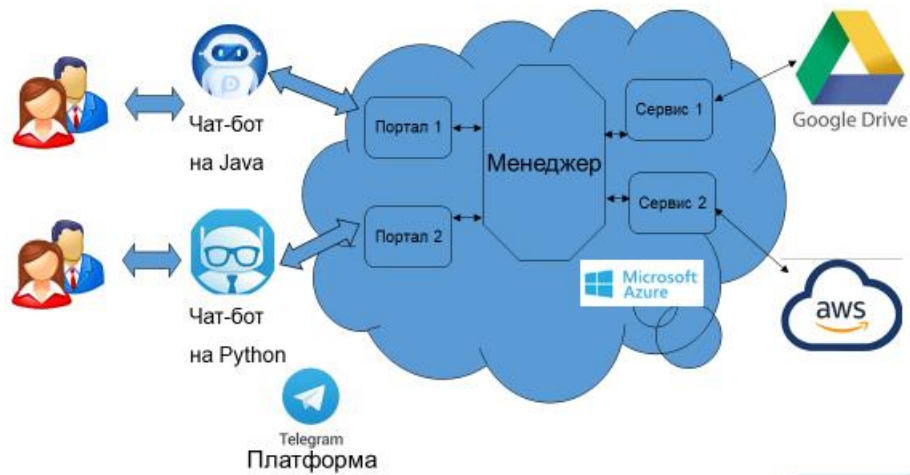 Чат-бот
на Java
Портал 1
Менеджер
Сервис 1
Google Drive
Чат-бот
на Python
Портал 2
Сервис 2
Microsoft
Azure
aws
Telegram
Платформа